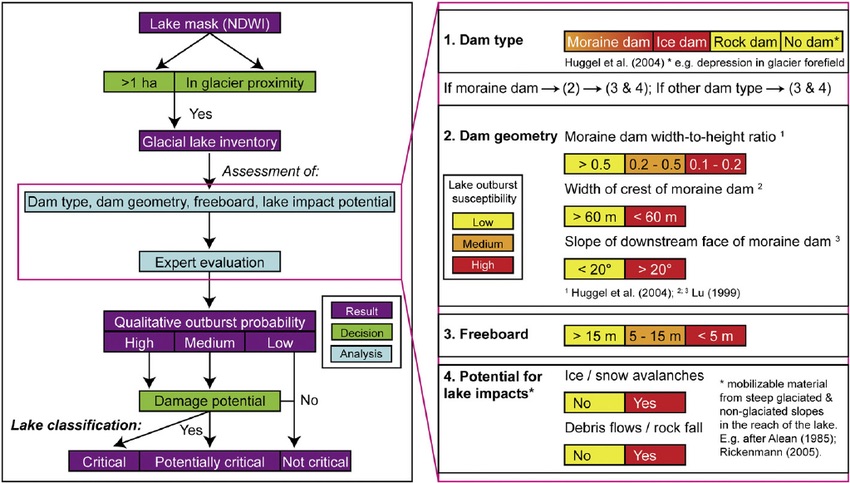 Lake mask (NDWI)
>1 ha
In glacier proximity
Yes
Glacial lake inventory
Assessment of:
Dam type, dam geometry, freeboard, lake impact potential
Expert evaluation
Qualitative outburst probability
High
Medium
Low
Result
Decision
Analysis
Damage potential
No
Lake classification:
Yes
Critical
Potentially critical
Not critical
1. Dam type
Moraine dam
Ice dam
Rock dam
No dam*
Huggel et al. (2004) * e.g. depression in glacier forefield
If moraine dam → (2) → (3 & 4); If other dam type → (3 & 4)
2. Dam geometry
Moraine dam width-to-height ratio ¹
> 0.5
0.2 - 0.5
0.1 - 0.2
Width of crest of moraine dam ²
> 60 m
< 60 m
Slope of downstream face of moraine dam ³
< 20°
> 20°
¹ Huggel et al. (2004); ²,³ Lu (1999)
Lake outburst
susceptibility
Low
Medium
High
3. Freeboard
> 15 m
5 - 15 m
< 5 m
4. Potential for
lake impacts*
Ice / snow avalanches
No
Yes
Debris flows / rock fall
No
Yes
* mobilizable material
from steep glaciated &
non-glaciated slopes
in the reach of the lake.
E.g. after Alean (1985);
Rickenmann (2005).